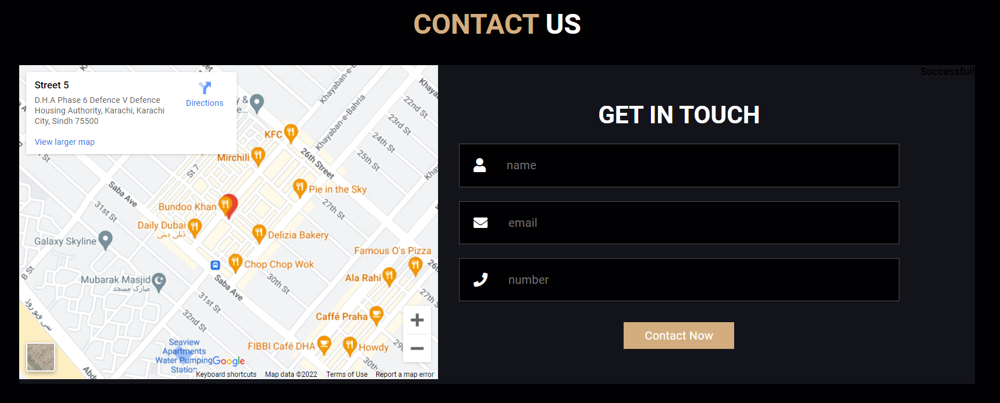 CONTACT US
Street 5
D.H.A Phase 6 Defence V Defence
Housing Authority, Karachi, Karachi
City, Sindh 75500
Directions
View larger map
Successful!
GET IN TOUCH
name
email
number
Contact Now
Khayaban-e-Bahria
22nd St
23rd St
24th St
25th St
26th Street
27th St
KFC
Mirchili
St 7
Pie in the Sky
Saba Ave
31st St
Bundoo Khan
Daily Dubai
ڈیلی دبئی
Delizia Bakery
Galaxy Skyline
Famous O's Pizza
Chop Chop Wok
Ala Rahi
B St
Mubarak Masjid
مبارک مسجد
Saba Ave
30th St
31st St
32nd St
سی ویو روڈ
Caffé Praha
FIBBI Café DHA
Howdy
Seaview
Apartments
Water Pumping
Station
Google
Keyboard shortcuts
Map data ©2022
Terms of Use
Report a map error